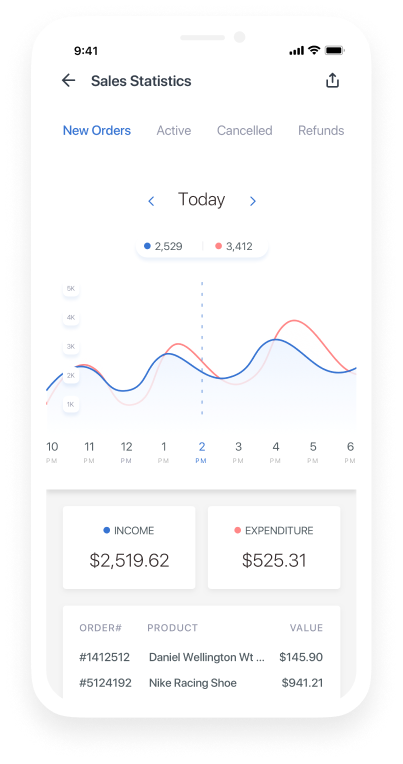 9:41
Sales Statistics
New Orders Active Cancelled Refunds
Today
2,529 3,412
5K
4K
3K
2K
1K
10 11 12 1 2 3 4 5 6
PM PM PM PM PM PM PM PM PM
INCOME EXPENDITURE
$2,519.62 $525.31
ORDER# PRODUCT VALUE
#1412512 Daniel Wellington Wt ... $145.90
#5124192 Nike Racing Shoe $941.21